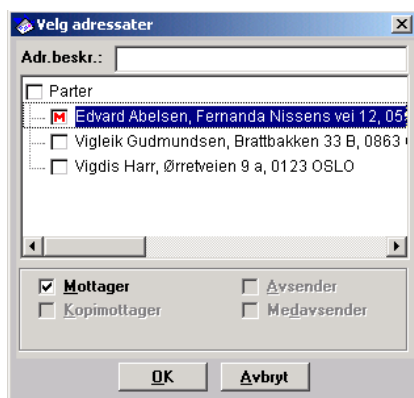 Velg adressater
Adr.beskr.:
Parter
M Edvard Abelsen, Fernanda Nissens vei 12,
Vigleik Gudmundsen, Brattbakken 33 B, 0863
Vigdis Harr, Ørretveien 9 a, 0123 OSLO
Mottager Avsender
Kopimottager Medavsender
OK Avbryt